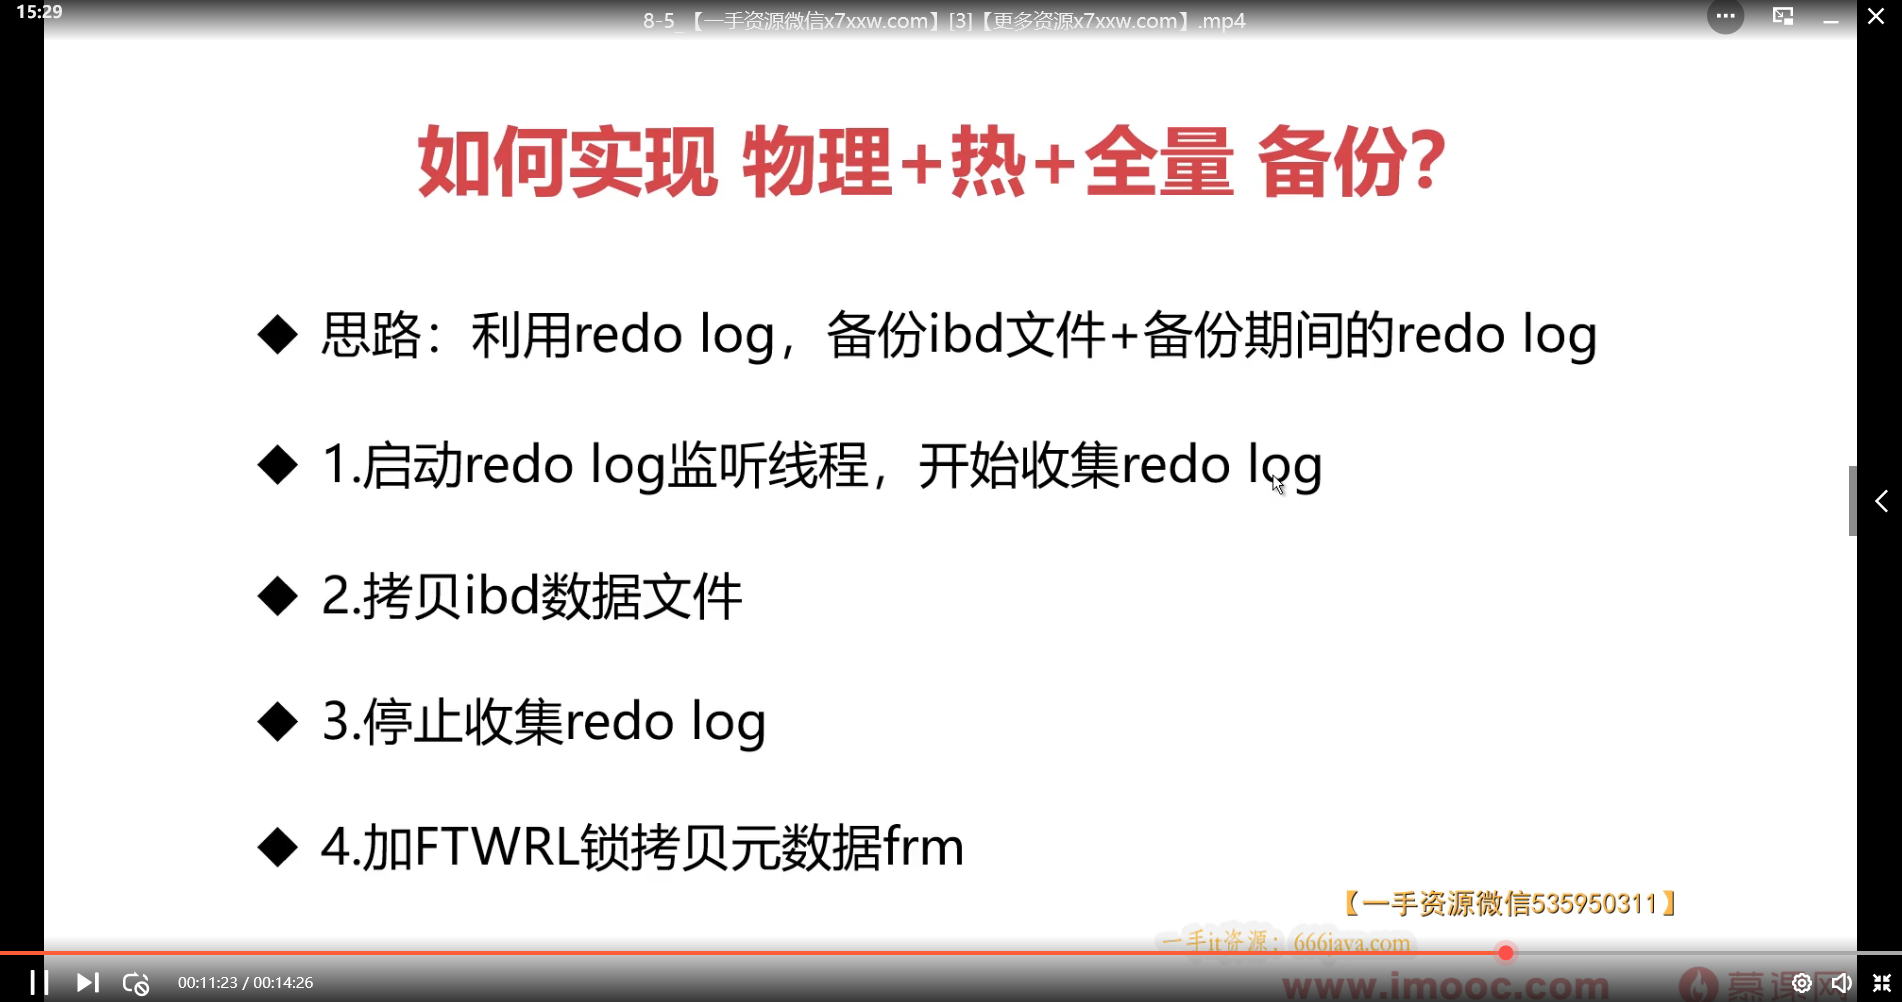 15:29
8-5_【一手资源微信x7xxw.com】[3]【更多资源x7xxw.com】.mp4
如何实现 物理+热+全量 备份？
◆ 思路：利用redo log，备份ibd文件+备份期间的redo log
◆ 1.启动redo log监听线程，开始收集redo log
◆ 2.拷贝ibd数据文件
◆ 3.停止收集redo log
◆ 4.加FTWRL锁拷贝元数据frm
【一手资源微信535950311】
一手it资源：666java.com
00:11:23 / 00:14:26
www.imooc.com 慕课网